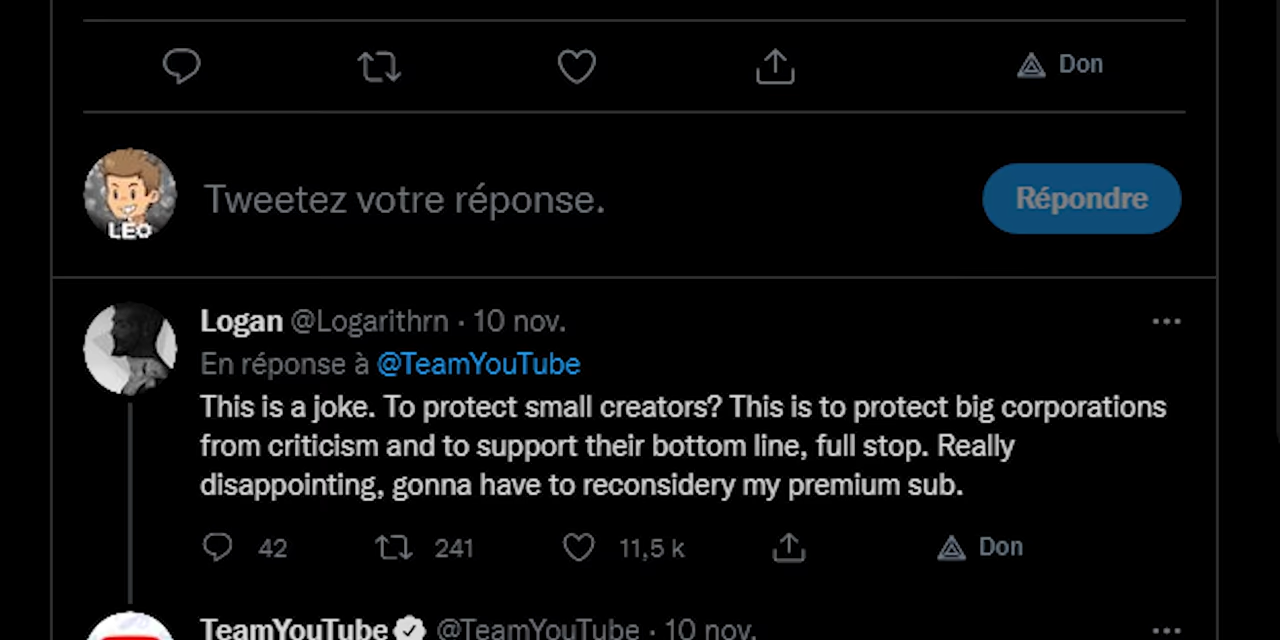 Don
LEO
Tweetez votre réponse.
Répondre
Logan @Logarithrn · 10 nov.
En réponse à @TeamYouTube
This is a joke. To protect small creators? This is to protect big corporations
from criticism and to support their bottom line, full stop. Really
disappointing, gonna have to reconsidery my premium sub.
42 241 11,5 k Don
TeamYouTube @TeamYouTube · 10 nov.